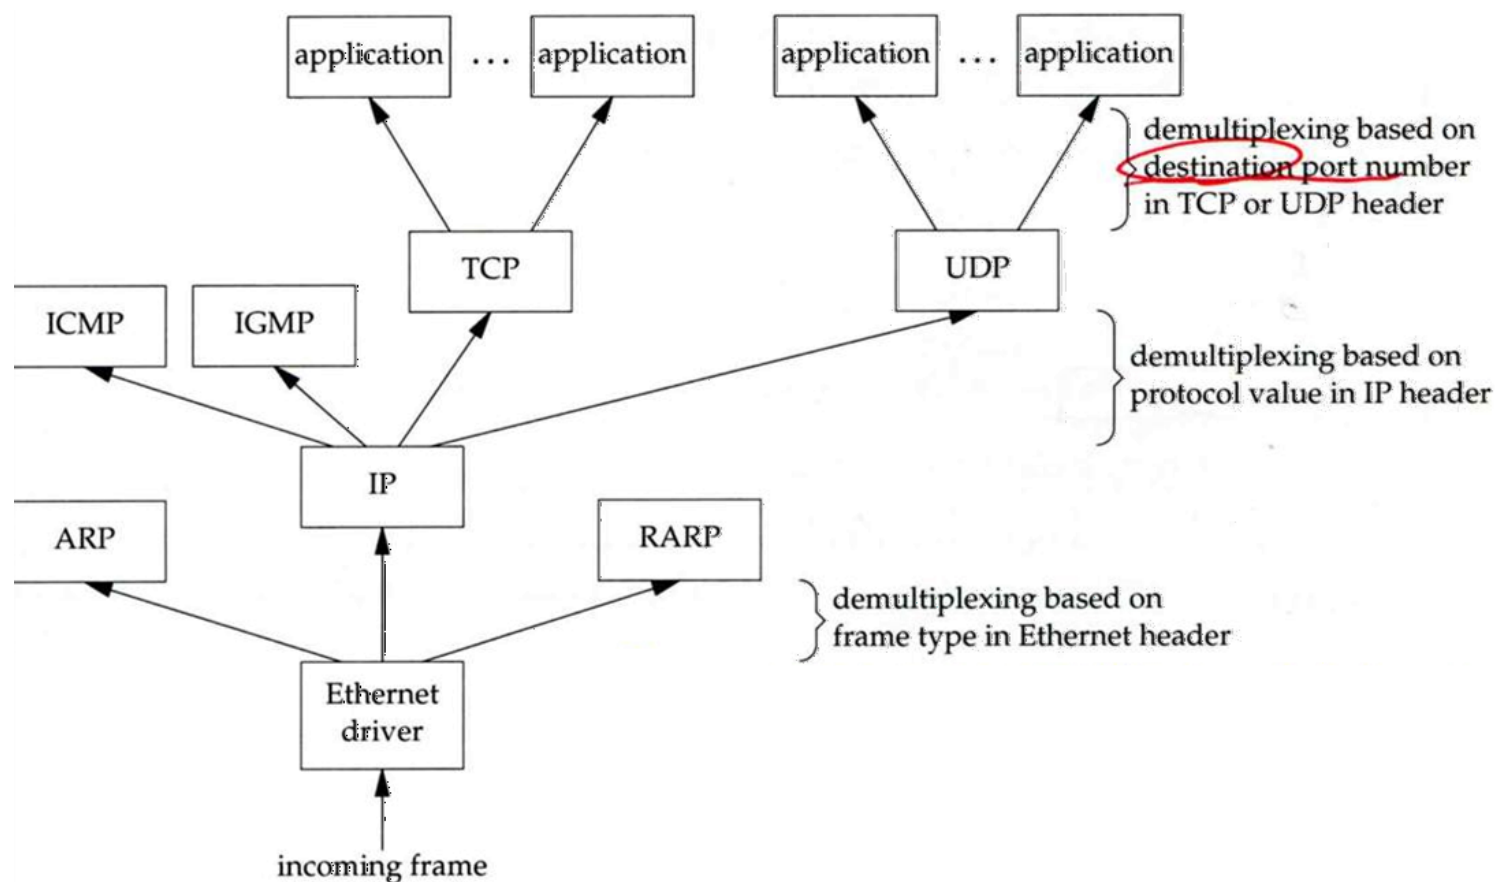 application ... application application ... application
demultiplexing based on
destination port number
in TCP or UDP header
TCP UDP
ICMP IGMP
demultiplexing based on
protocol value in IP header
IP
ARP RARP
demultiplexing based on
frame type in Ethernet header
Ethernet
driver
incoming frame